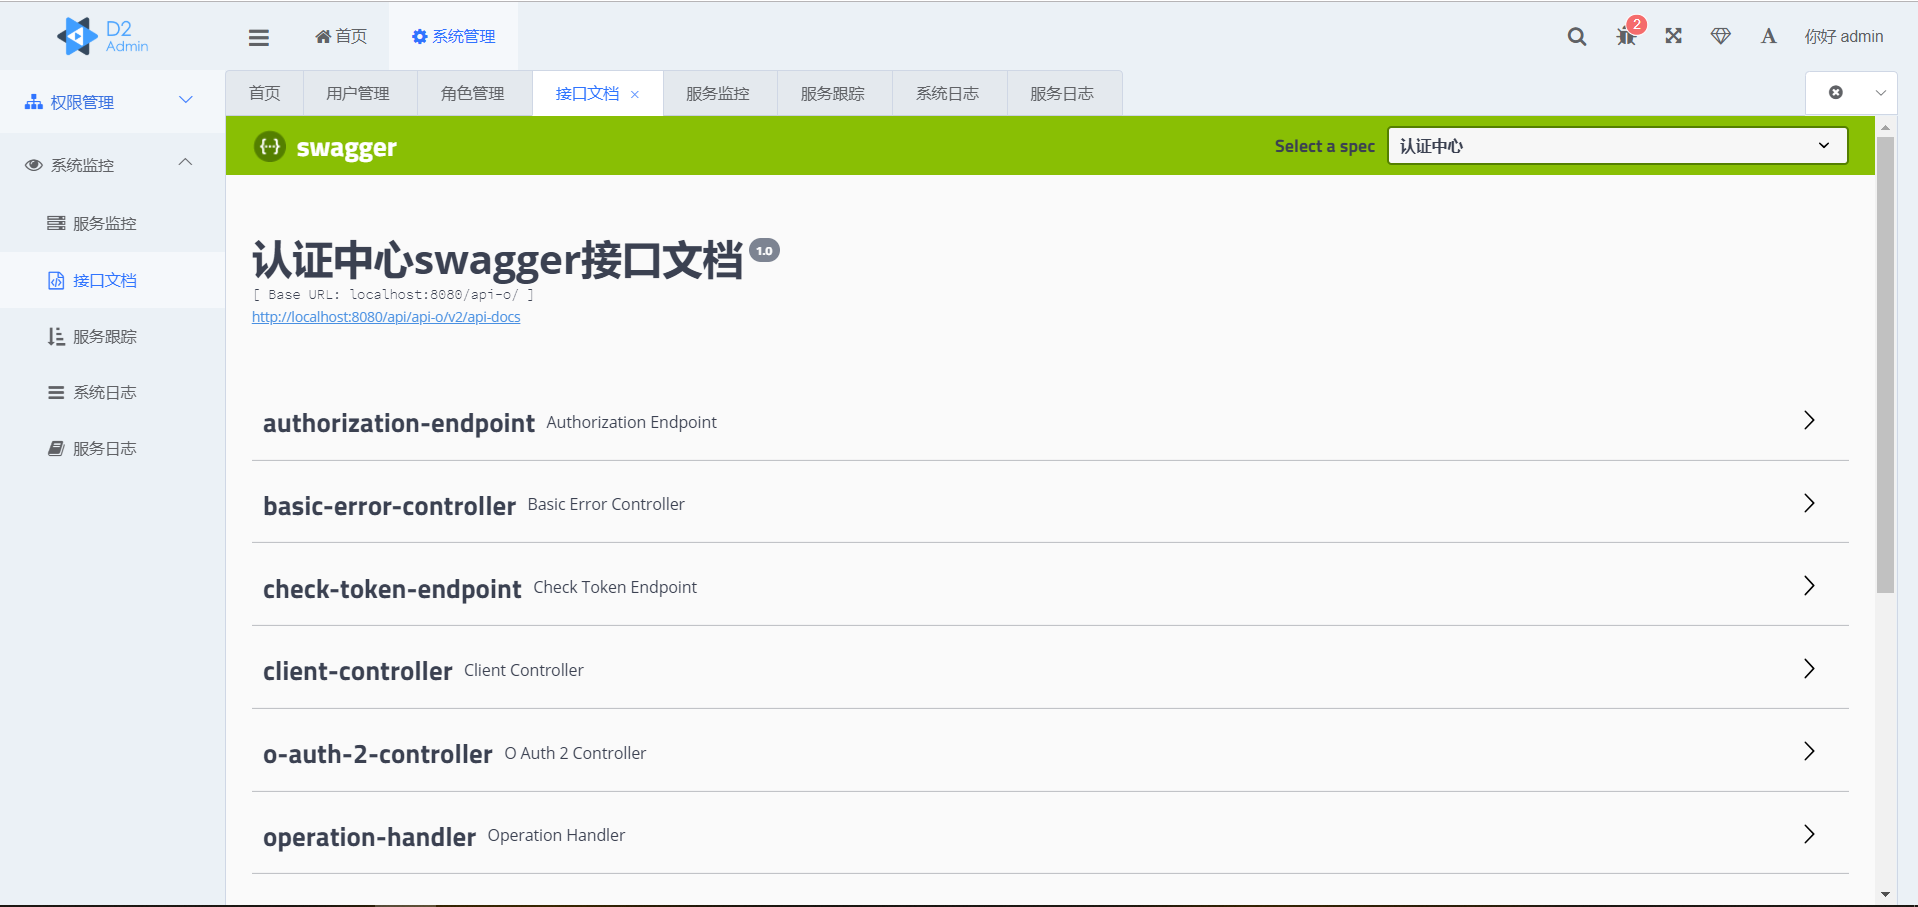 D2
Admin
首页
系统管理
2
A
你好 admin
权限管理
系统监控
服务监控
接口文档
服务跟踪
系统日志
服务日志
首页
用户管理
角色管理
接口文档 ×
服务监控
服务跟踪
系统日志
服务日志
{···} swagger
Select a spec
认证中心
认证中心swagger接口文档 1.0
[ Base URL: localhost:8080/api-o/ ]
http://localhost:8080/api/api-o/v2/api-docs
authorization-endpoint Authorization Endpoint
basic-error-controller Basic Error Controller
check-token-endpoint Check Token Endpoint
client-controller Client Controller
o-auth-2-controller O Auth 2 Controller
operation-handler Operation Handler